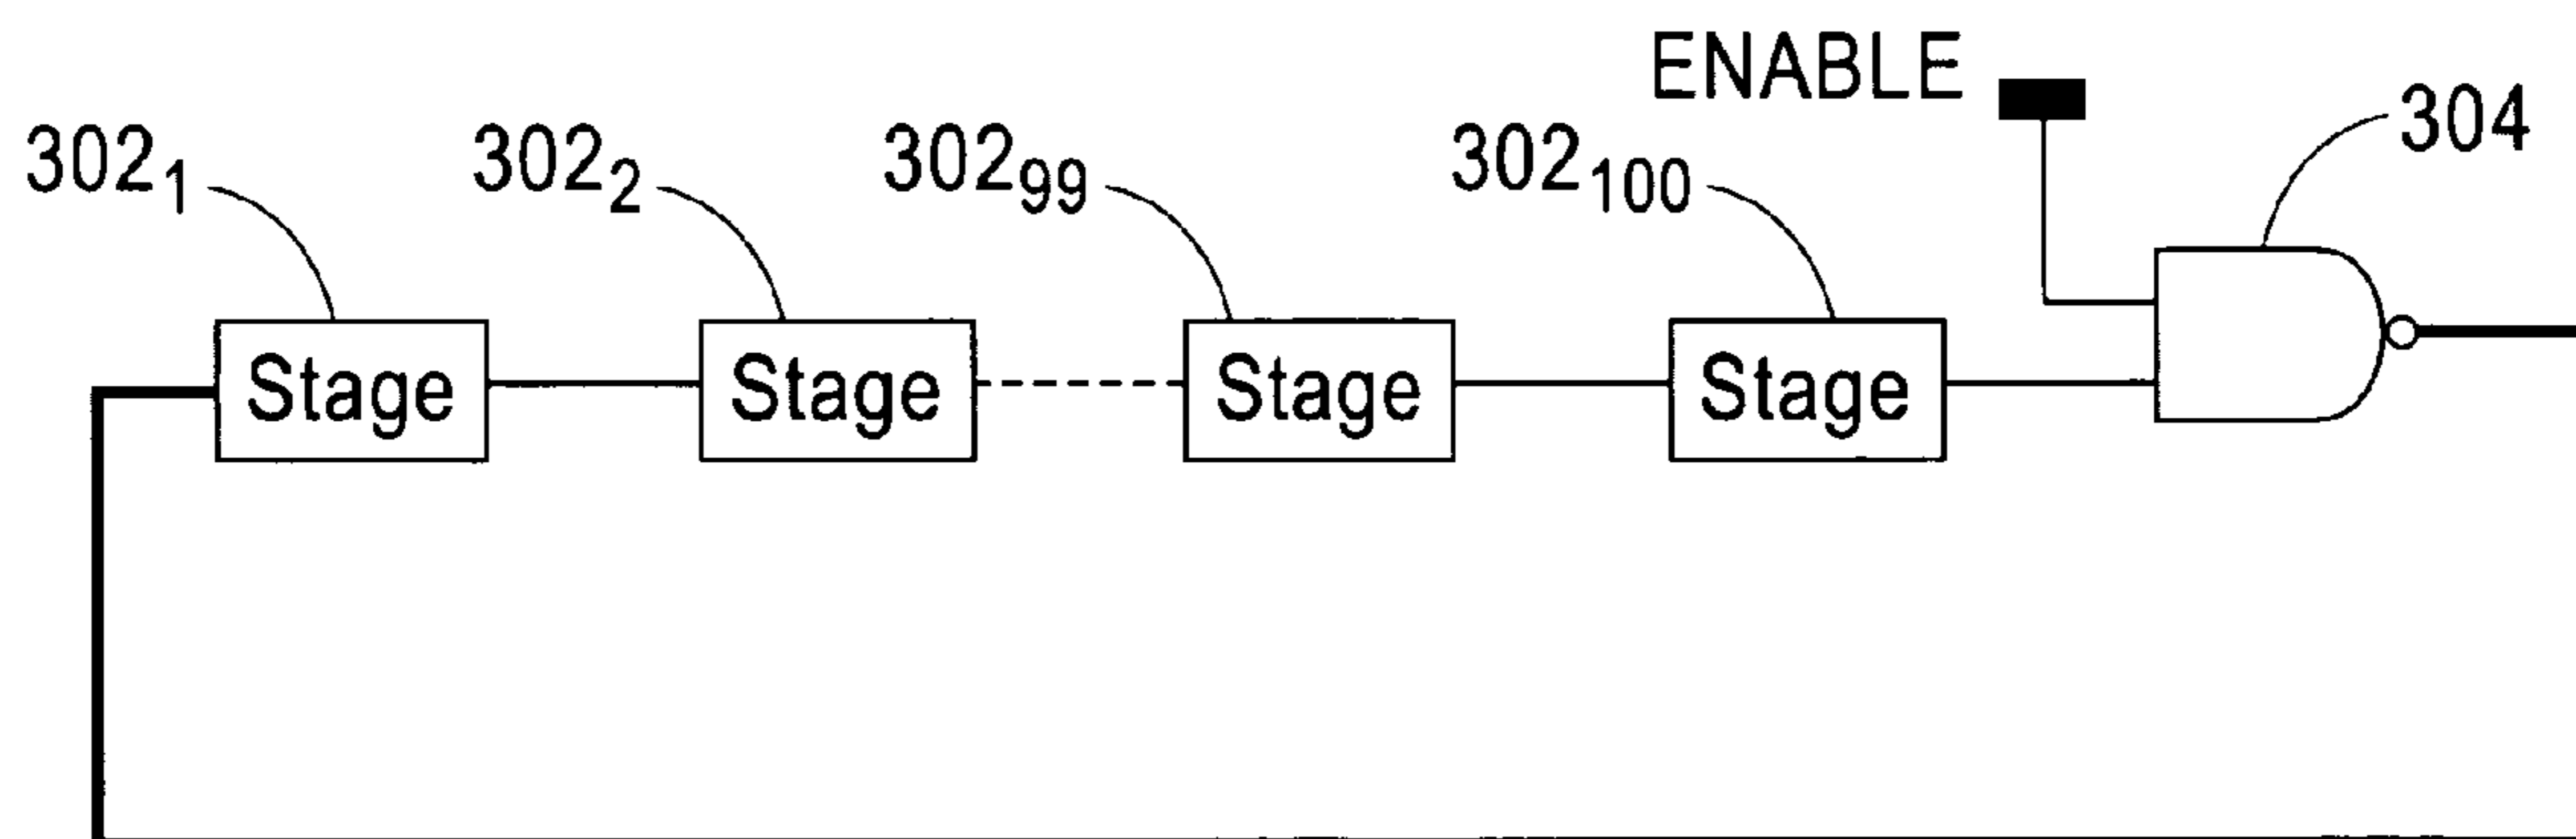 ENABLE
304
302₁ 302₂ 302₉₉ 302₁₀₀
Stage Stage Stage Stage